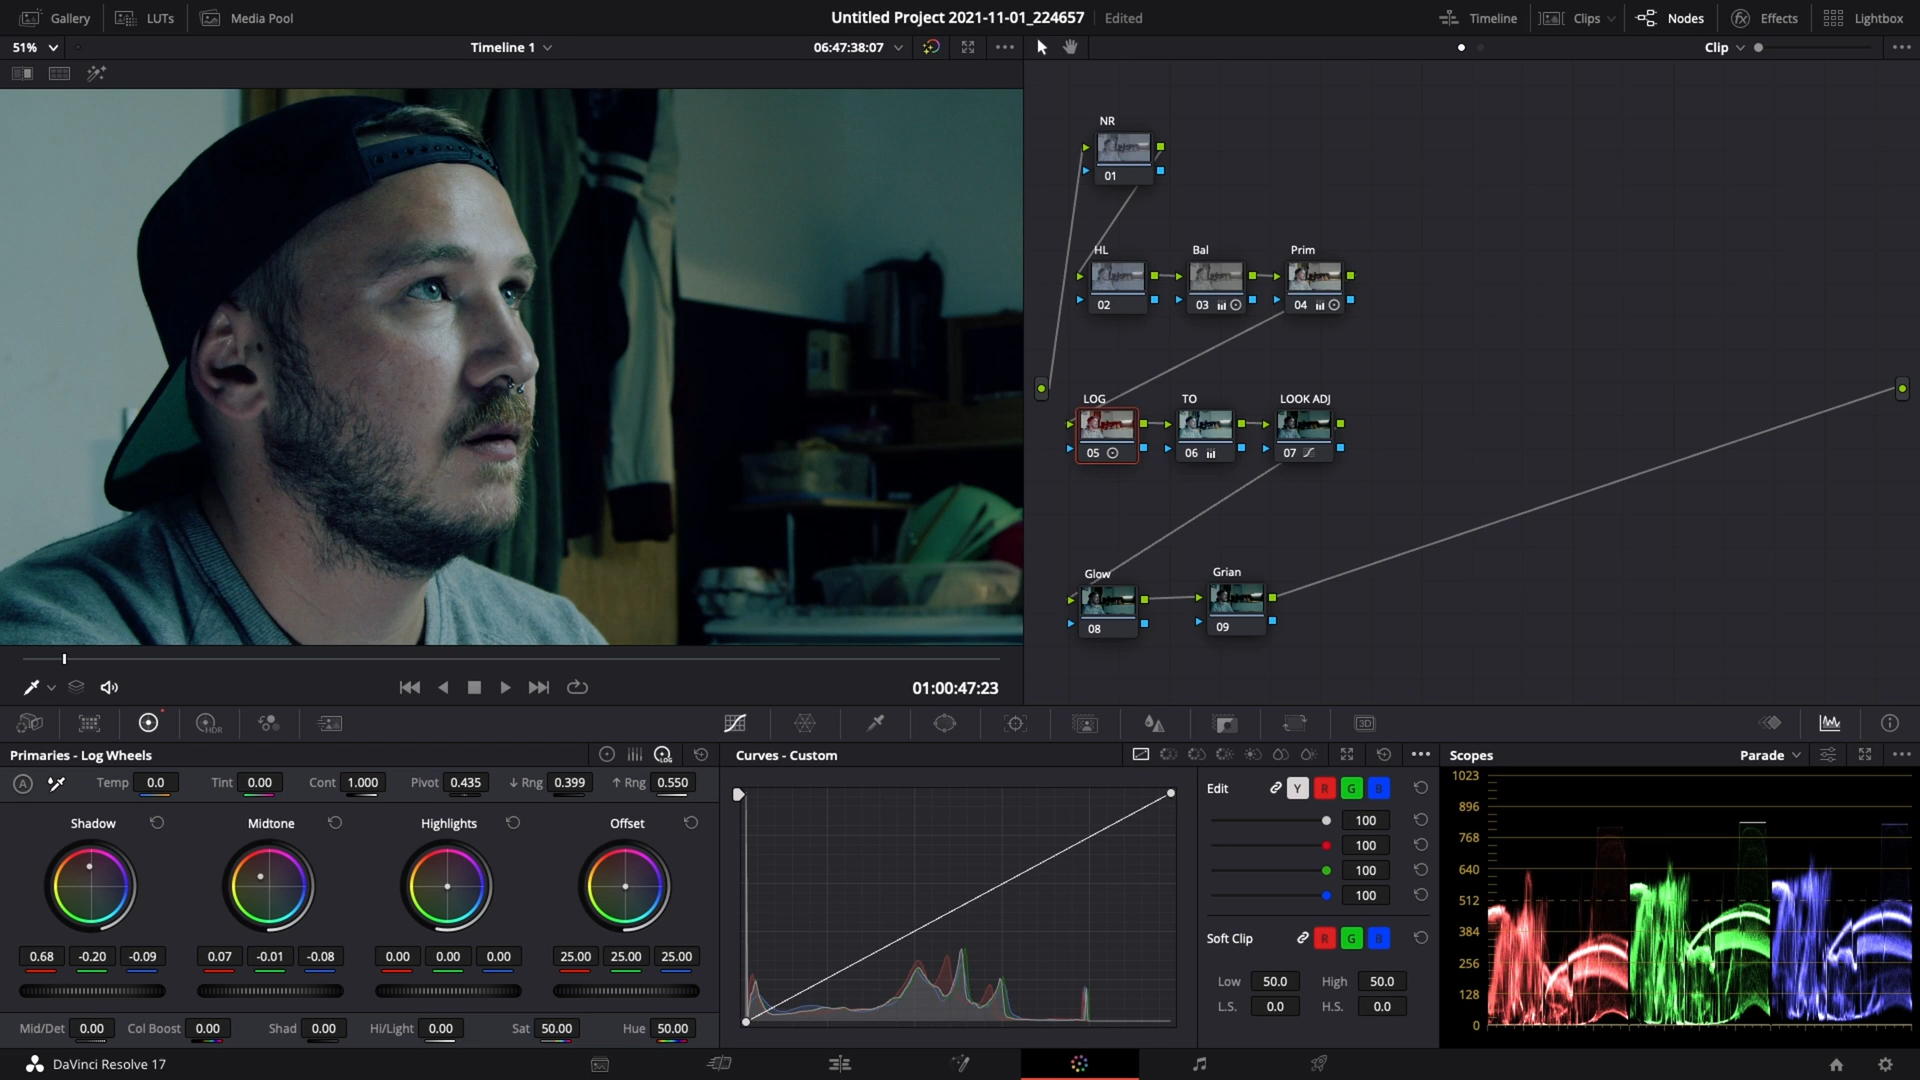 Gallery LUTs Media Pool Untitled Project 2021-11-01_224657 Edited Timeline Clips Nodes Effects Lightbox
51% Timeline 1 06:47:38:07 Clip
NR
01
HL Bal Prim
02 03 04
LOG TO LOOK ADJ
05 06 07
Glow Grian
08 09
01:00:47:23
HDR 3D
Primaries - Log Wheels LOG Curves - Custom Scopes Parade
A Temp 0.0 Tint 0.00 Cont 1.000 Pivot 0.435 ↓ Rng 0.399 ↑ Rng 0.550
Shadow Midtone Highlights Offset
0.68 -0.20 -0.09 0.07 -0.01 -0.08 0.00 0.00 0.00 25.00 25.00 25.00
Mid/Det 0.00 Col Boost 0.00 Shad 0.00 Hi/Light 0.00 Sat 50.00 Hue 50.00
Edit Y R G B
100
100
100
100
Soft Clip R G B
Low 50.0 High 50.0
L.S. 0.0 H.S. 0.0
1023
896
768
640
512
384
256
128
0
DaVinci Resolve 17